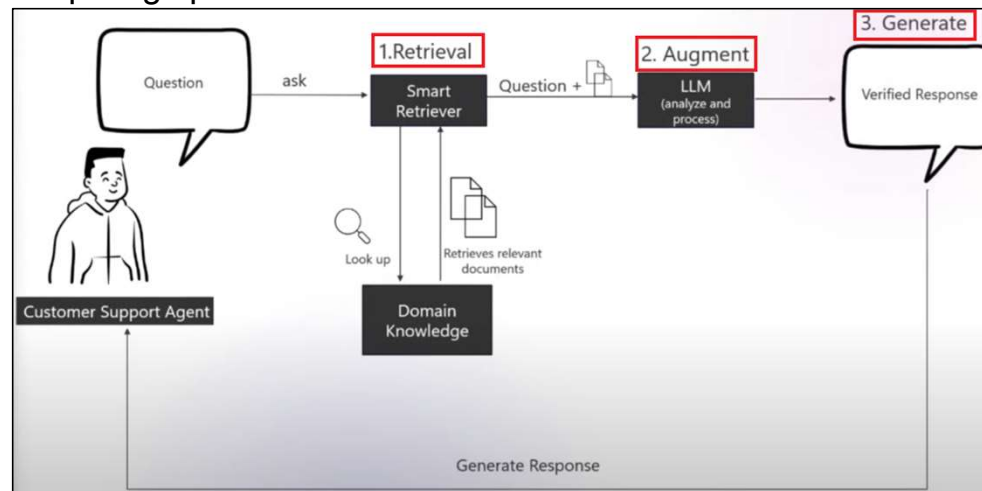 3. Generate
1.Retrieval
2. Augment
Question
ask
Smart
Retriever
Question +
LLM
(analyze and
process)
Verified Response
Look up
Retrieves relevant
documents
Customer Support Agent
Domain
Knowledge
Generate Response